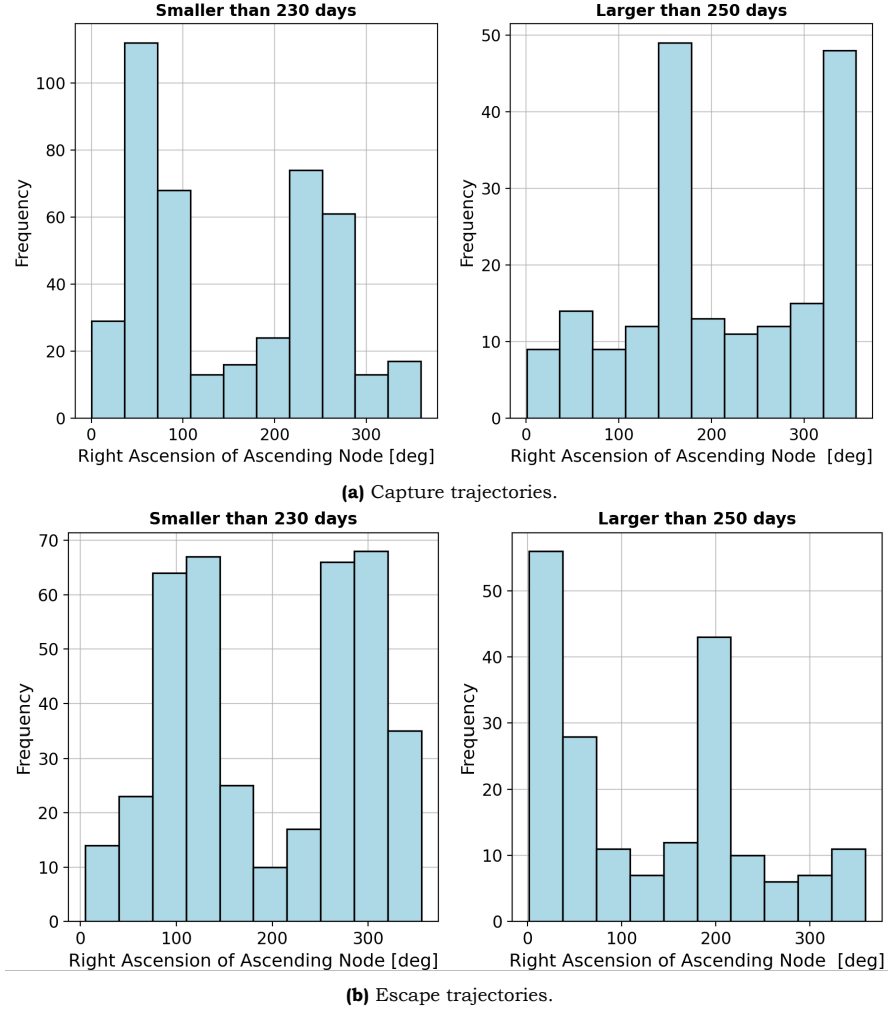 Smaller than 230 days
Larger than 250 days
Frequency
100
80
60
40
20
0
0 100 200 300
Right Ascension of Ascending Node [deg]
Frequency
50
40
30
20
10
0
0 100 200 300
Right Ascension of Ascending Node [deg]
(a) Capture trajectories.
Smaller than 230 days
Larger than 250 days
Frequency
70
60
50
40
30
20
10
0
0 100 200 300
Right Ascension of Ascending Node [deg]
Frequency
50
40
30
20
10
0
0 100 200 300
Right Ascension of Ascending Node [deg]
(b) Escape trajectories.